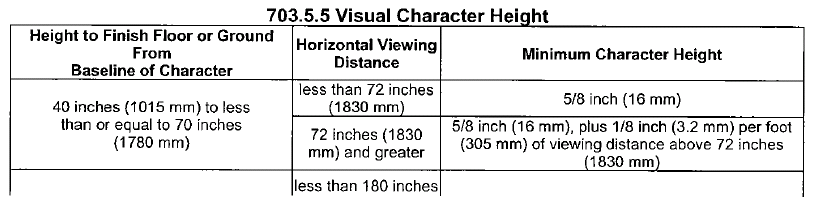 703.5.5 Visual Character Height
Height to Finish Floor or Ground
From
Baseline of Character
Horizontal Viewing
Distance
Minimum Character Height
40 inches (1015 mm) to less
than or equal to 70 inches
(1780 mm)
less than 72 inches
(1830 mm)
5/8 inch (16 mm)
72 inches (1830
mm) and greater
5/8 inch (16 mm), plus 1/8 inch (3.2 mm) per foot
(305 mm) of viewing distance above 72 inches
(1830 mm)
less than 180 inches